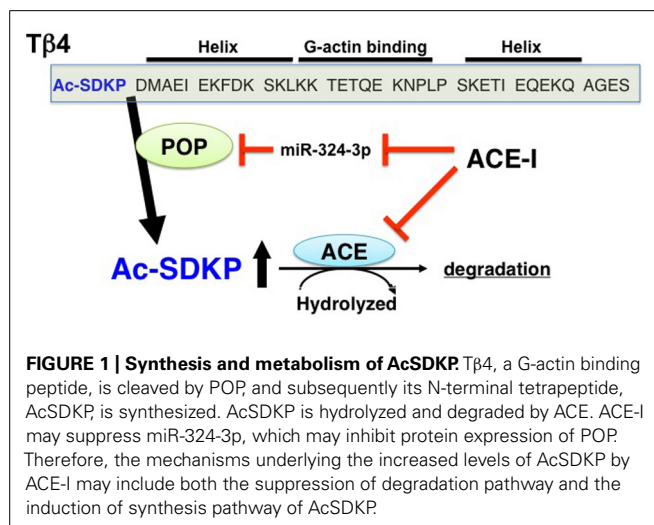 Tβ4
Helix G-actin binding Helix
Ac-SDKP DMAEI EKFDK SKLKK TETQE KNPLP SKETI EQEKQ AGES
POP miR-324-3p ACE-I
Ac-SDKP ACE degradation
Hydrolyzed
FIGURE 1 | Synthesis and metabolism of AcSDKP. Tβ4, a G-actin binding
peptide, is cleaved by POP, and subsequently its N-terminal tetrapeptide,
AcSDKP, is synthesized. AcSDKP is hydrolyzed and degraded by ACE. ACE-I
may suppress miR-324-3p, which may inhibit protein expression of POP.
Therefore, the mechanisms underlying the increased levels of AcSDKP by
ACE-I may include both the suppression of degradation pathway and the
induction of synthesis pathway of AcSDKP.